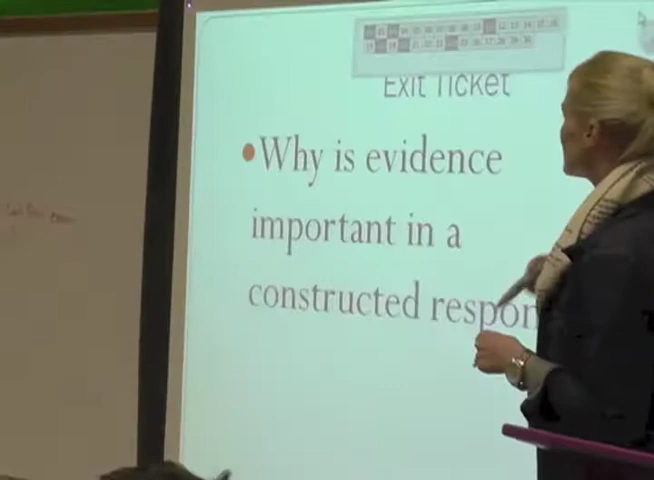 Exit Ticket
•Why is evidence
important in a
constructed respon